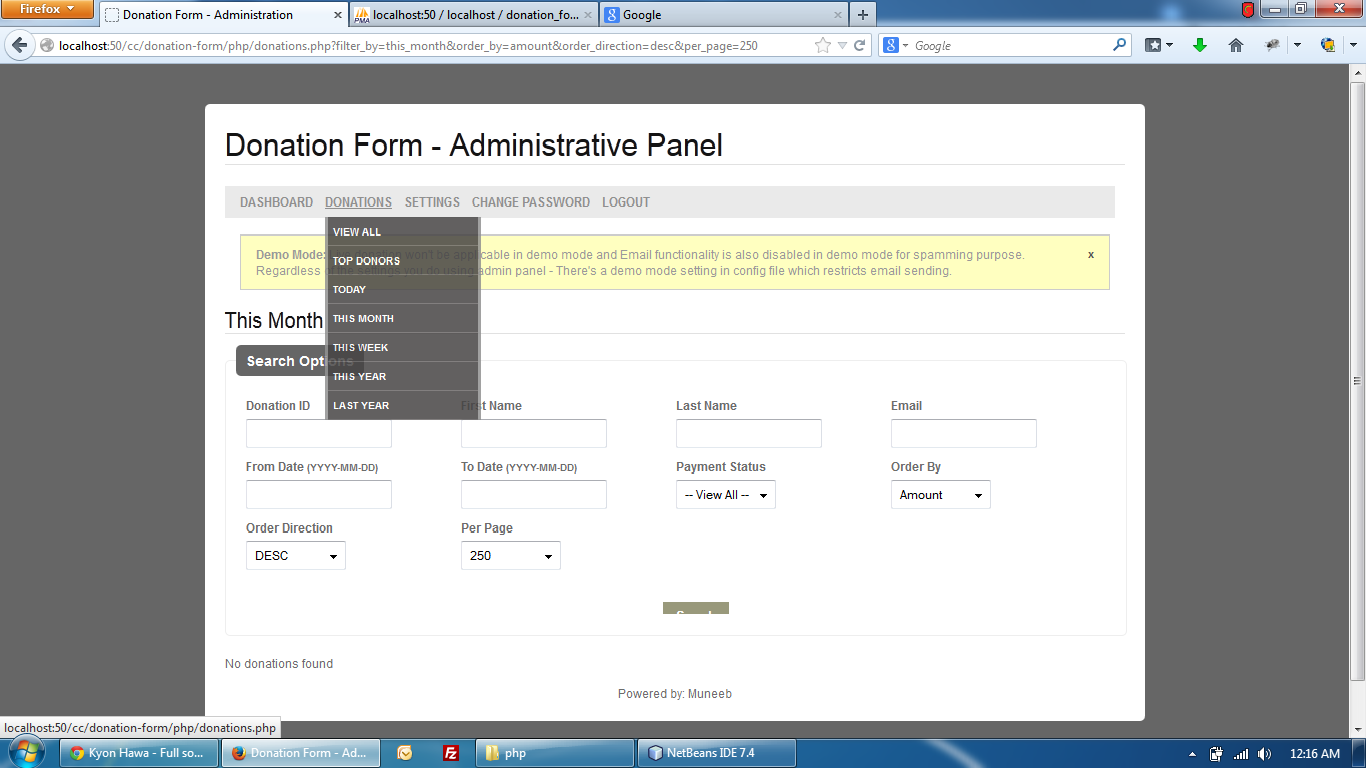 Firefox
Donation Form - Administration
localhost:50 / localhost / donation_fo...
Google
localhost:50/cc/donation-form/php/donations.php?filter_by=this_month&order_by=amount&order_direction=desc&per_page=250
Google
Donation Form - Administrative Panel
DASHBOARD DONATIONS SETTINGS CHANGE PASSWORD LOGOUT
VIEW ALL
TOP DONORS
TODAY
THIS MONTH
THIS WEEK
THIS YEAR
LAST YEAR
Demo Mode: won't be applicable in demo mode and Email functionality is also disabled in demo mode for spamming purpose.
Regardless of the settings you do using admin panel - There's a demo mode setting in config file which restricts email sending.
x
This Month
Search Options
Donation ID First Name Last Name Email
From Date (YYYY-MM-DD) To Date (YYYY-MM-DD) Payment Status Order By
-- View All -- Amount
Order Direction Per Page
DESC 250
Search
No donations found
Powered by: Muneeb
localhost:50/cc/donation-form/php/donations.php
Kyon Hawa - Full so... Donation Form - Ad... php NetBeans IDE 7.4 12:16 AM